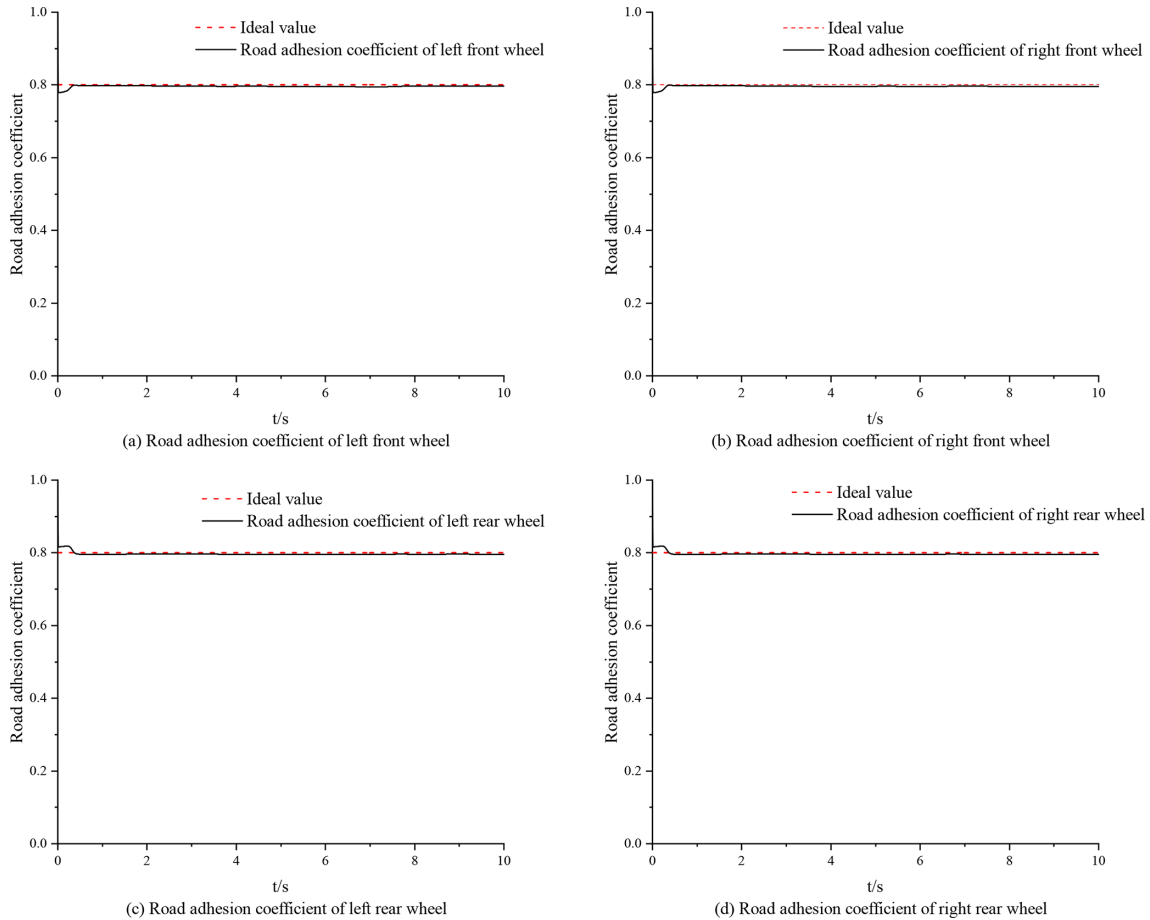 Ideal value
Road adhesion coefficient of left front wheel
Road adhesion coefficient
1.0
0.8
0.6
0.4
0.2
0.0
0 2 4 6 8 10
t/s
(a) Road adhesion coefficient of left front wheel
Ideal value
Road adhesion coefficient of right front wheel
Road adhesion coefficient
1.0
0.8
0.6
0.4
0.2
0.0
0 2 4 6 8 10
t/s
(b) Road adhesion coefficient of right front wheel
Ideal value
Road adhesion coefficient of left rear wheel
Road adhesion coefficient
1.0
0.8
0.6
0.4
0.2
0.0
0 2 4 6 8 10
t/s
(c) Road adhesion coefficient of left rear wheel
Ideal value
Road adhesion coefficient of right rear wheel
Road adhesion coefficient
1.0
0.8
0.6
0.4
0.2
0.0
0 2 4 6 8 10
t/s
(d) Road adhesion coefficient of right rear wheel